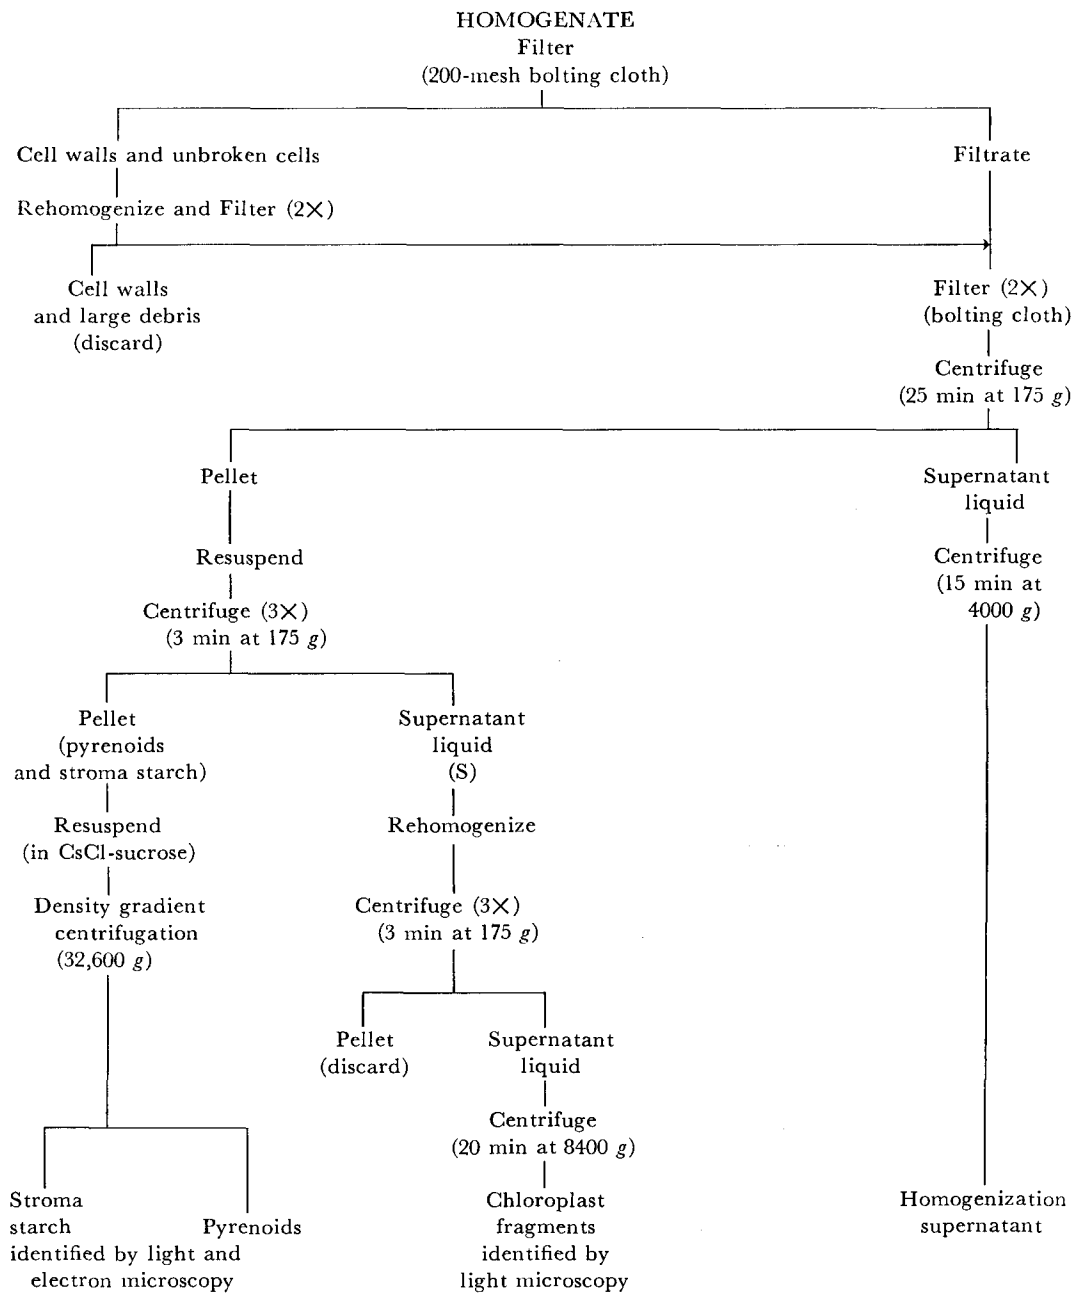 HOMOGENATE
Filter
(200-mesh bolting cloth)
Cell walls and unbroken cells
Filtrate
Rehomogenize and Filter (2X)
Cell walls
and large debris
(discard)
Filter (2X)
(bolting cloth)
Centrifuge
(25 min at 175 g)
Pellet
Supernatant
liquid
Resuspend
Centrifuge
(15 min at
4000 g)
Centrifuge (3X)
(3 min at 175 g)
Pellet
(pyrenoids
and stroma starch)
Supernatant
liquid
(S)
Resuspend
(in CsCl-sucrose)
Rehomogenize
Density gradient
centrifugation
(32,600 g)
Centrifuge (3X)
(3 min at 175 g)
Pellet
(discard)
Supernatant
liquid
Centrifuge
(20 min at 8400 g)
Stroma
starch
Pyrenoids
identified by light and
electron microscopy
Chloroplast
fragments
identified by
light microscopy
Homogenization
supernatant